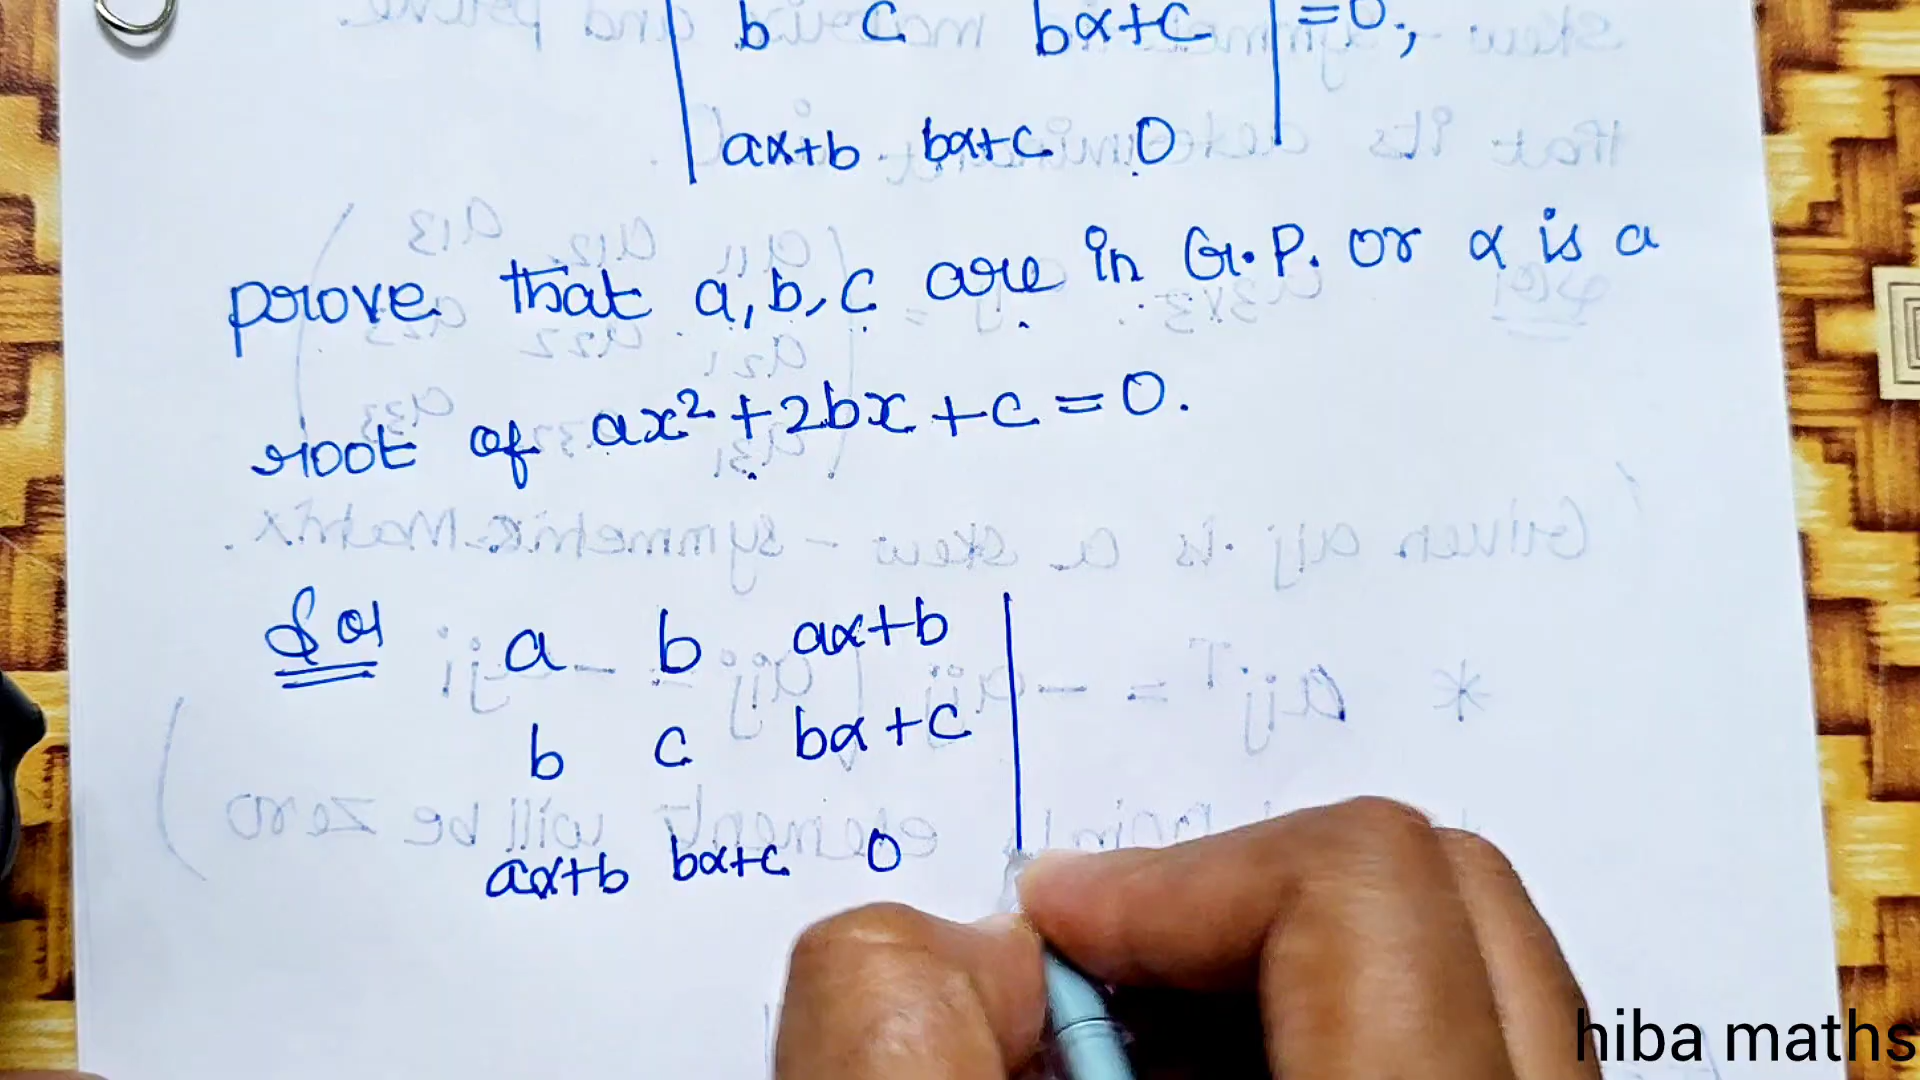 b c bα+c =0,
aα+b bα+c 0
prove that a, b, c are in G.P. or α is a
root of ax²+2bx+c=0.
Sol a b aα+b
b c bα+c
aα+b bα+c 0
hiba maths